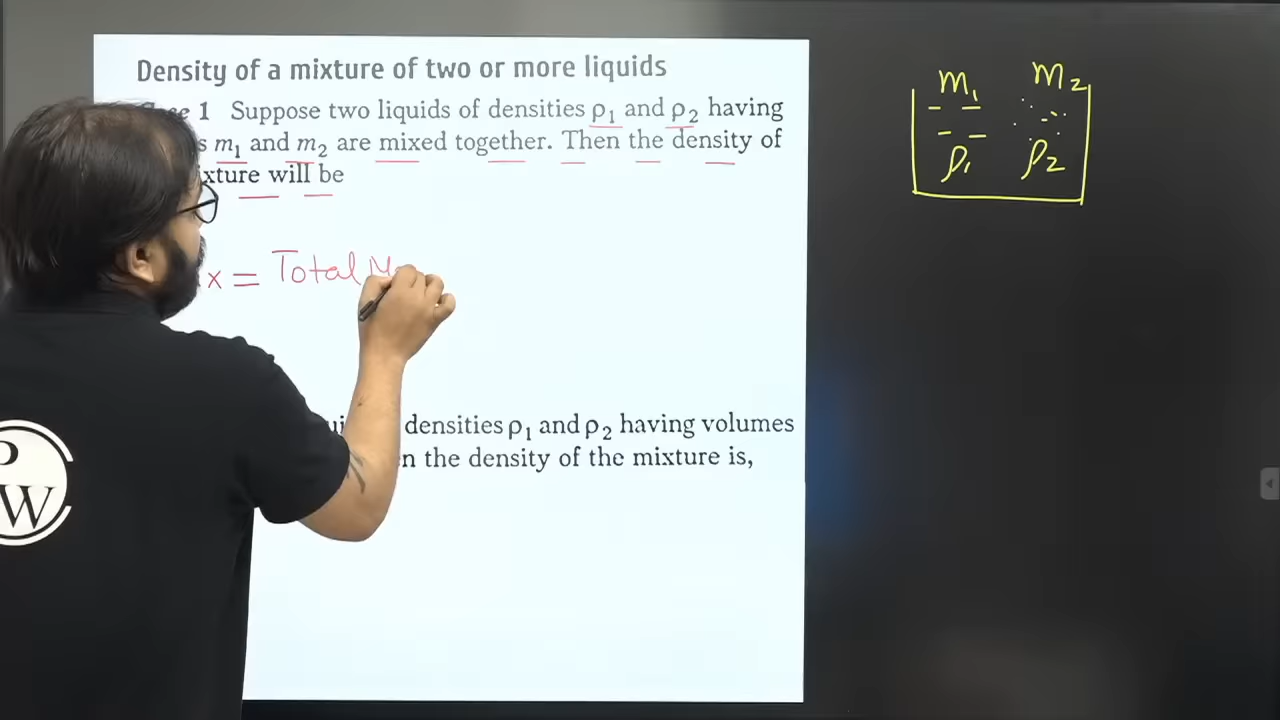 Density of a mixture of two or more liquids
1 Suppose two liquids of densities ρ₁ and ρ₂ having
m₁ and m₂ are mixed together. Then the density of
will be
x = Total
densities ρ₁ and ρ₂ having volumes
the density of the mixture is,
m₁ m₂
ρ₁ ρ₂
P
W